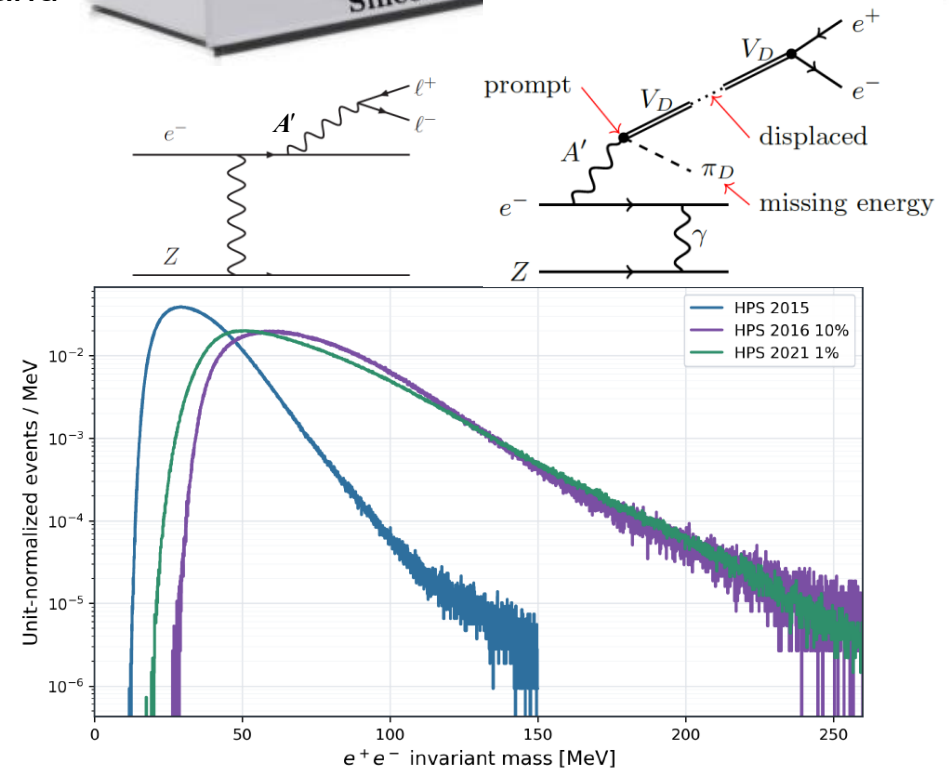 e⁻
A′
ℓ⁺
ℓ⁻
Z
prompt
V_D
V_D
e⁺
e⁻
displaced
A′
π_D
missing energy
e⁻
γ
Z
HPS 2015
HPS 2016 10%
HPS 2021 1%
Unit-normalized events / MeV
10⁻²
10⁻³
10⁻⁴
10⁻⁵
10⁻⁶
0 50 100 150 200 250
e⁺e⁻ invariant mass [MeV]